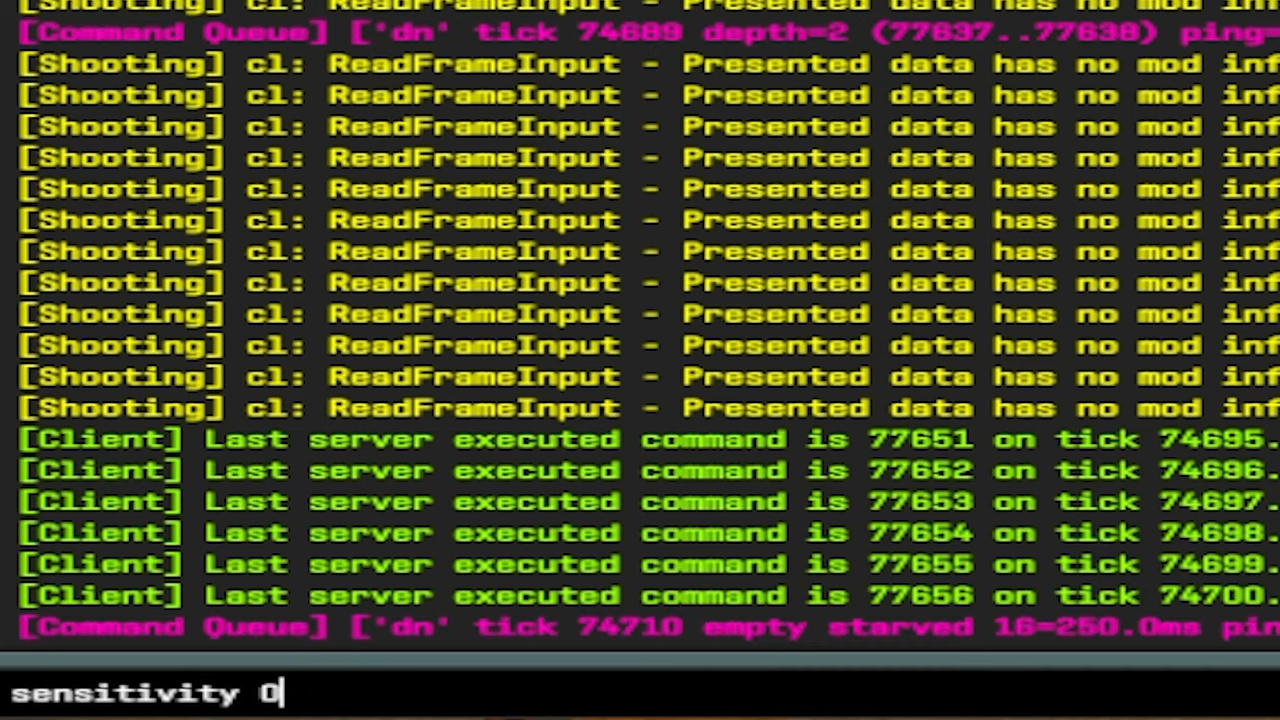 [Shooting] cl: ReadFrameInput - Presented data has no mod inf
[Command Queue] ['dn' tick 74689 depth=2 (77637..77638) ping=
[Shooting] cl: ReadFrameInput - Presented data has no mod inf
[Shooting] cl: ReadFrameInput - Presented data has no mod inf
[Shooting] cl: ReadFrameInput - Presented data has no mod inf
[Shooting] cl: ReadFrameInput - Presented data has no mod inf
[Shooting] cl: ReadFrameInput - Presented data has no mod inf
[Shooting] cl: ReadFrameInput - Presented data has no mod inf
[Shooting] cl: ReadFrameInput - Presented data has no mod inf
[Shooting] cl: ReadFrameInput - Presented data has no mod inf
[Shooting] cl: ReadFrameInput - Presented data has no mod inf
[Shooting] cl: ReadFrameInput - Presented data has no mod inf
[Shooting] cl: ReadFrameInput - Presented data has no mod inf
[Shooting] cl: ReadFrameInput - Presented data has no mod inf
[Client] Last server executed command is 77651 on tick 74695.
[Client] Last server executed command is 77652 on tick 74696.
[Client] Last server executed command is 77653 on tick 74697.
[Client] Last server executed command is 77654 on tick 74698.
[Client] Last server executed command is 77655 on tick 74699.
[Client] Last server executed command is 77656 on tick 74700.
[Command Queue] ['dn' tick 74710 empty starved 16=250.0ms pin
sensitivity 0